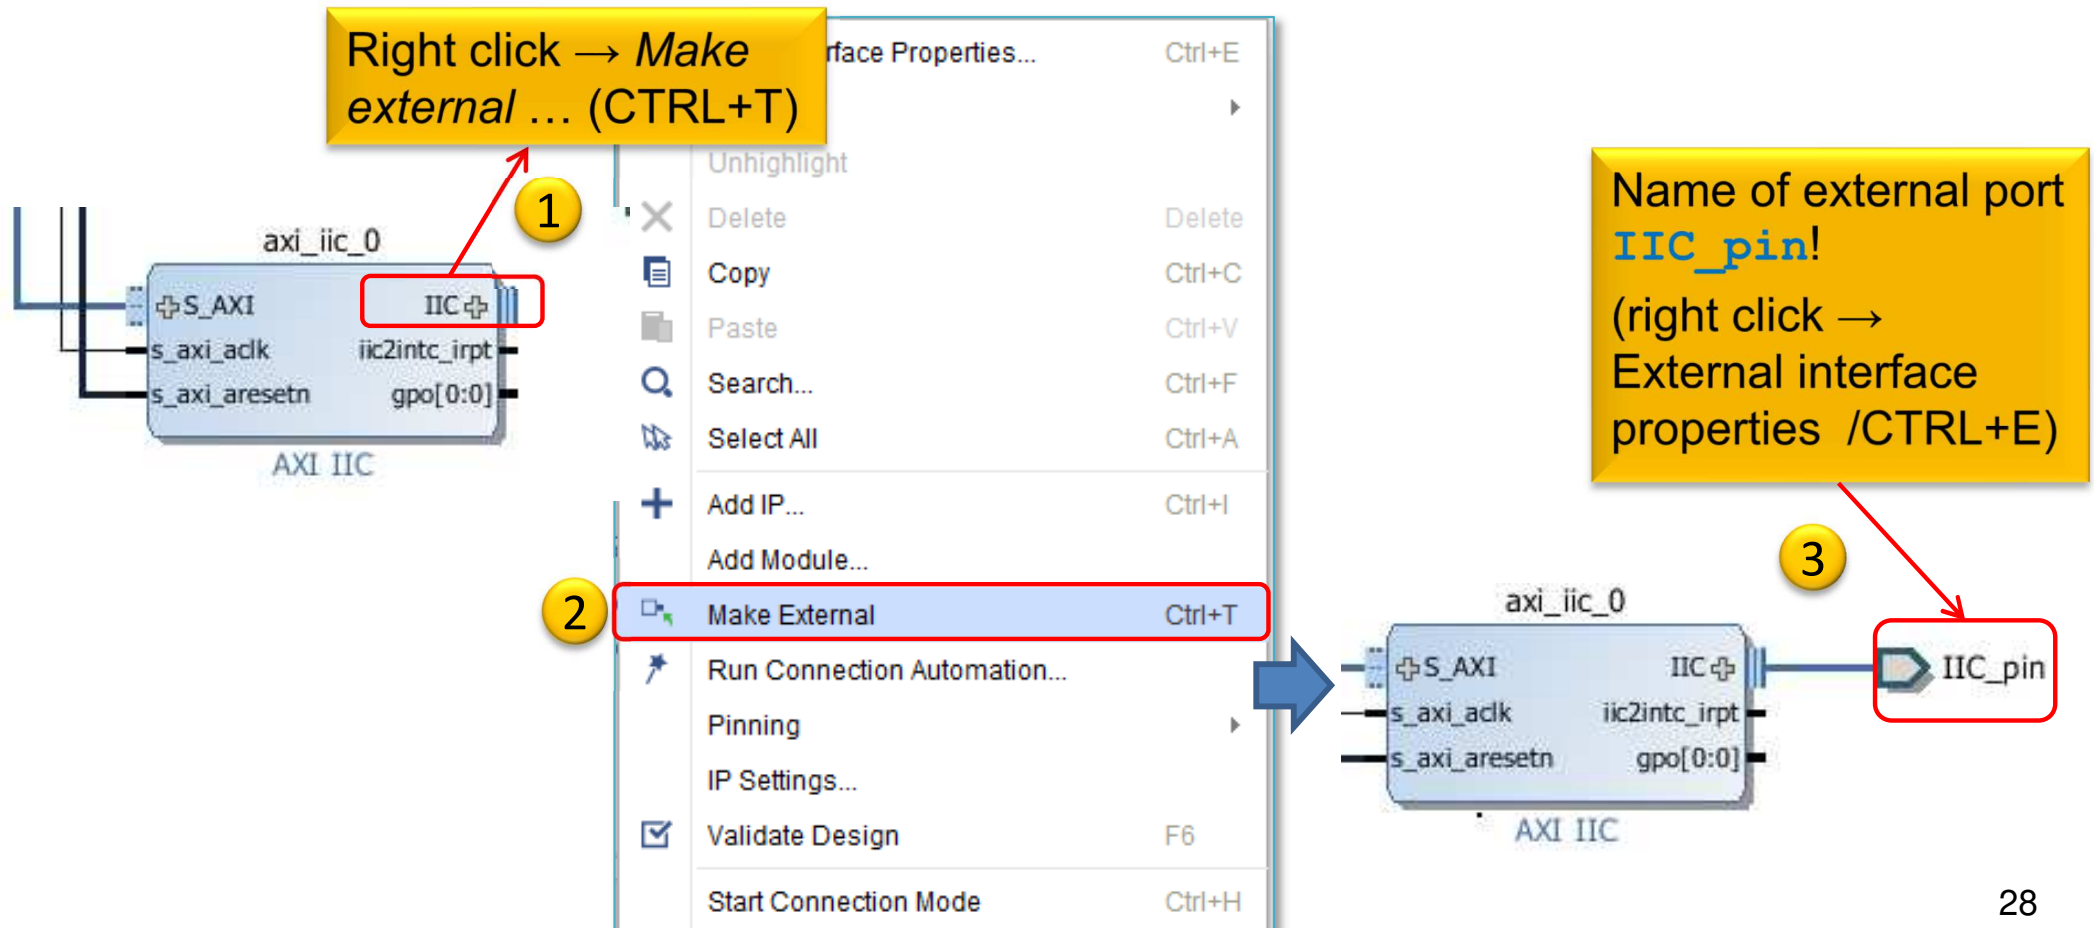 Right click → Make
external … (CTRL+T)
1
axi_iic_0
S_AXI IIC
s_axi_aclk iic2intc_irpt
s_axi_aresetn gpo[0:0]
AXI IIC
rface Properties... Ctrl+E
Unhighlight
Delete Delete
Copy Ctrl+C
Paste Ctrl+V
Search... Ctrl+F
Select All Ctrl+A
Add IP... Ctrl+I
Add Module...
2
Make External Ctrl+T
Run Connection Automation...
Pinning
IP Settings...
Validate Design F6
Start Connection Mode Ctrl+H
Name of external port
IIC_pin!
(right click →
External interface
properties /CTRL+E)
3
axi_iic_0
S_AXI IIC
IIC_pin
s_axi_aclk iic2intc_irpt
s_axi_aresetn gpo[0:0]
AXI IIC
28